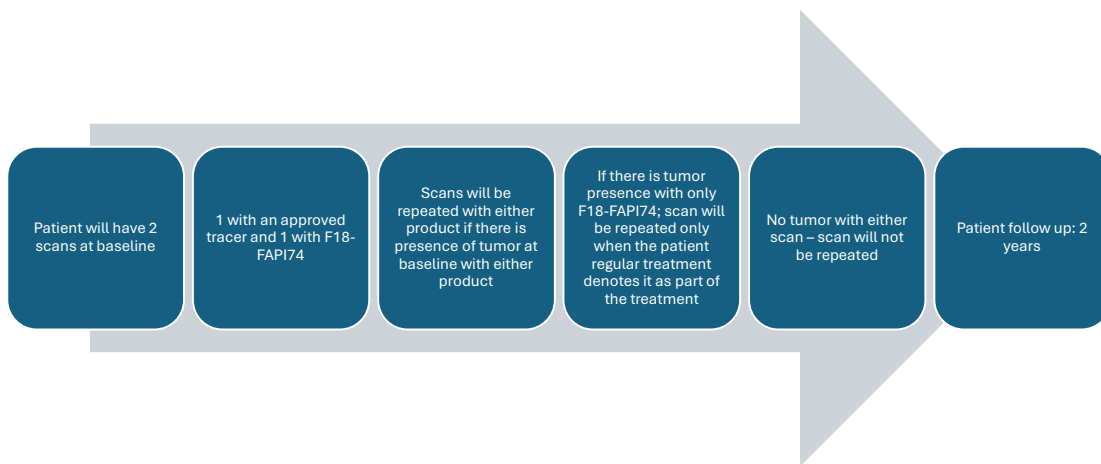 Patient will have 2
scans at baseline
1 with an approved
tracer and 1 with F18-
FAPI74
Scans will be
repeated with either
product if there is
presence of tumor at
baseline with either
product
If there is tumor
presence with only
F18-FAPI74; scan will
be repeated only
when the patient
regular treatment
denotes it as part of
the treatment
No tumor with either
scan – scan will not
be repeated
Patient follow up: 2
years